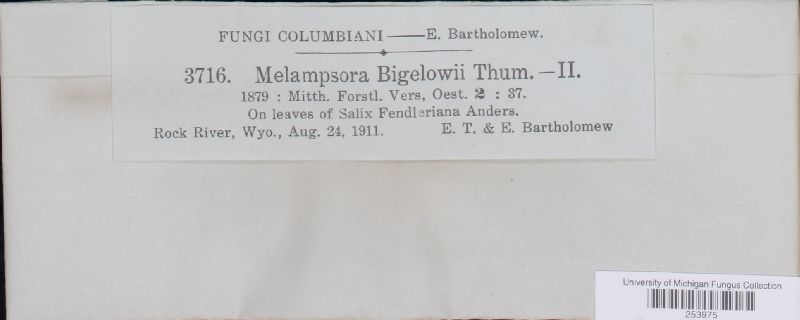 FUNGI COLUMBIANI——E. Bartholomew.
3716. Melampsora Bigelowii Thum.—II.
1879 : Mitth. Forstl. Vers, Oest. 2 : 37.
On leaves of Salix Fendleriana Anders.
Rock River, Wyo., Aug. 24, 1911. E. T. & E. Bartholomew
University of Michigan Fungus Collection
253975